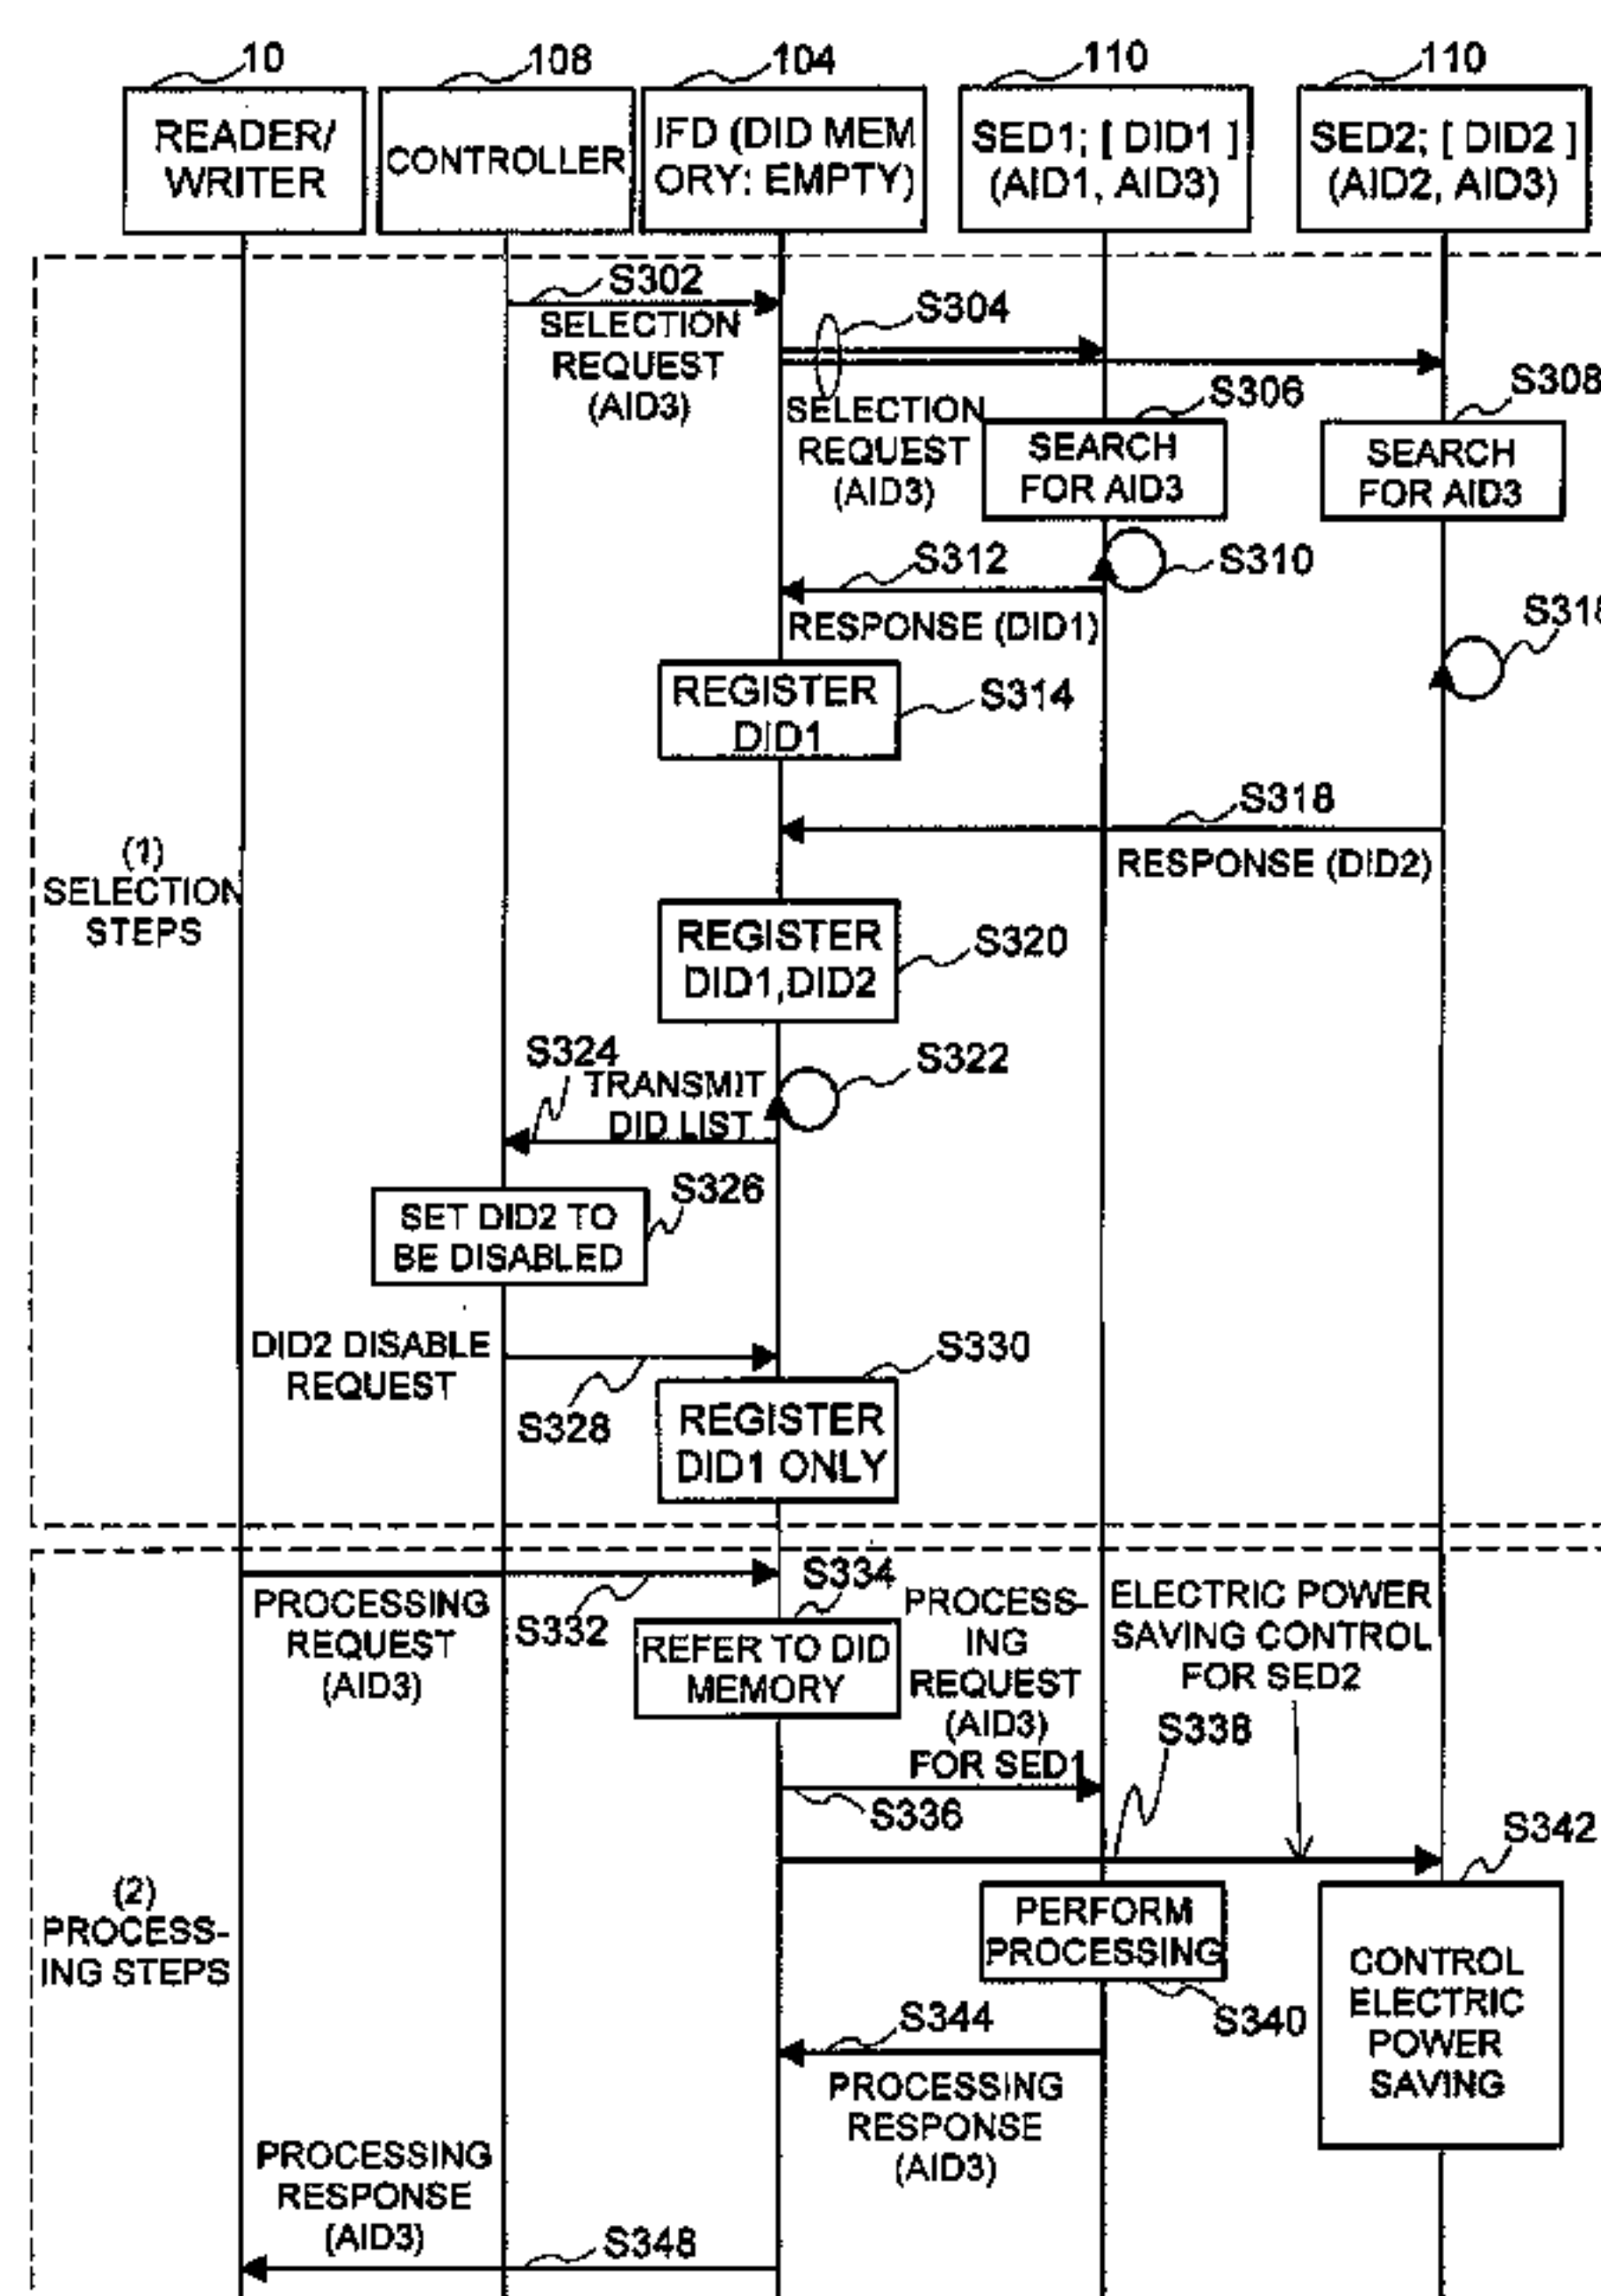 10
108
104
110
110
READER/
WRITER
CONTROLLER
IFD (DID MEM
ORY: EMPTY)
SED1; [ DID1 ]
(AID1, AID3)
SED2; [ DID2 ]
(AID2, AID3)
S302
SELECTION
REQUEST
(AID3)
S304
SELECTION
REQUEST
(AID3)
S306
SEARCH
FOR AID3
S308
SEARCH
FOR AID3
S310
S312
RESPONSE (DID1)
REGISTER
DID1
S314
S318
RESPONSE (DID2)
(1)
SELECTION
STEPS
REGISTER
DID1,DID2
S320
S322
S324
TRANSMIT
DID LIST
S326
SET DID2 TO
BE DISABLED
DID2 DISABLE
REQUEST
S328
S330
REGISTER
DID1 ONLY
PROCESSING
REQUEST
(AID3)
S332
S334
REFER TO DID
MEMORY
PROCESS-
ING
REQUEST
(AID3)
FOR SED1
S336
ELECTRIC POWER
SAVING CONTROL
FOR SED2
S338
(2)
PROCESS-
ING STEPS
PERFORM
PROCESSING
S340
S342
CONTROL
ELECTRIC
POWER
SAVING
S344
PROCESSING
RESPONSE
(AID3)
PROCESSING
RESPONSE
(AID3)
S348